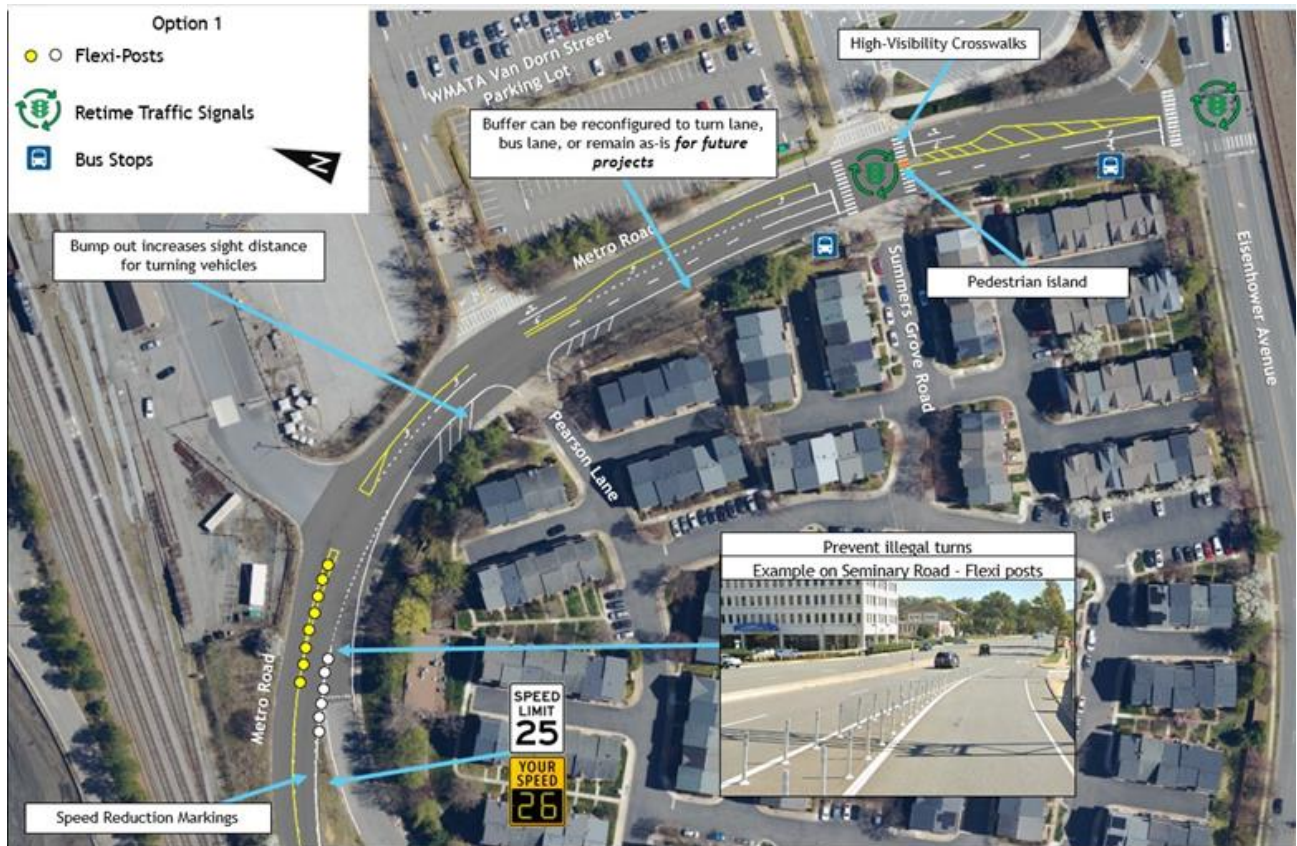 Option 1
Flexi-Posts
Retime Traffic Signals
Bus Stops
N
WMATA Van Dorn Street
Parking Lot
High-Visibility Crosswalks
Buffer can be reconfigured to turn lane,
bus lane, or remain as-is for future
projects
Bump out increases sight distance
for turning vehicles
Metro Road
Summers Grove Road
Pedestrian island
Eisenhower Avenue
Pearson Lane
Prevent illegal turns
Example on Seminary Road - Flexi posts
Metro Road
SPEED
LIMIT
25
YOUR
SPEED
26
Speed Reduction Markings